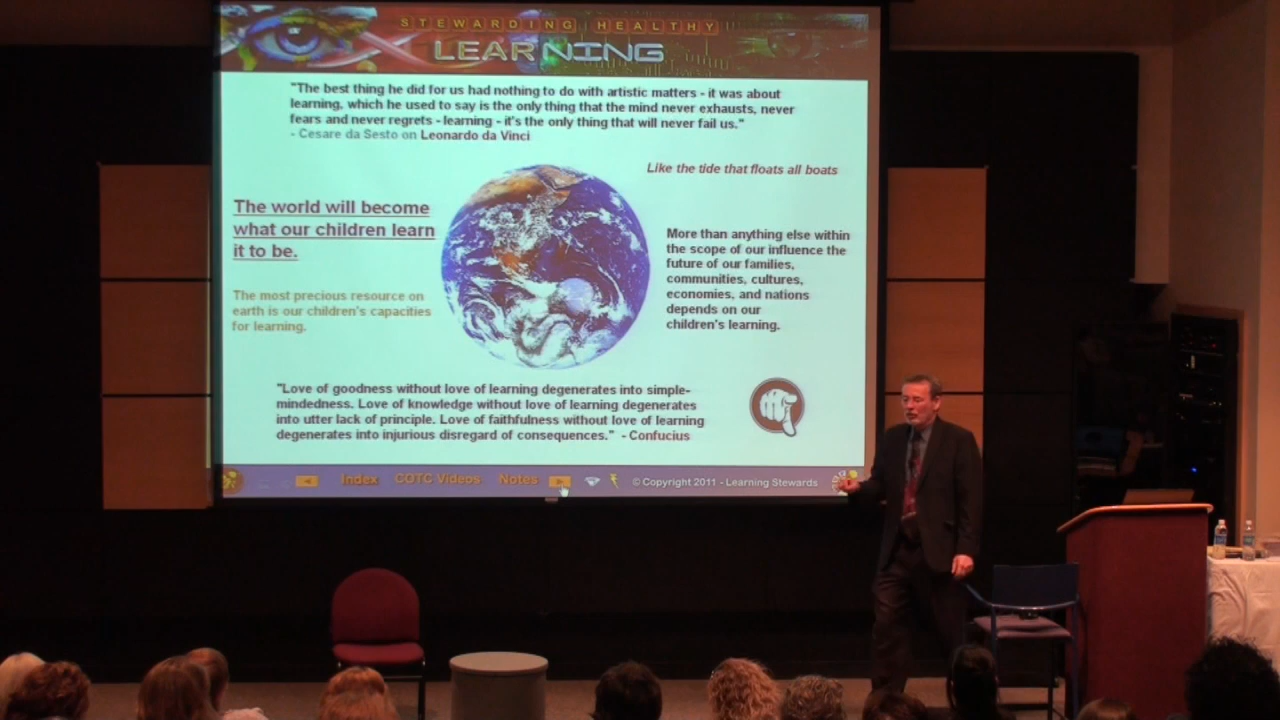 STEWARDING HEALTHY
LEARNING
"The best thing he did for us had nothing to do with artistic matters - it was about
learning, which he used to say is the only thing that the mind never exhausts, never
fears and never regrets - learning - it's the only thing that will never fail us."
- Cesare da Sesto on Leonardo da Vinci
Like the tide that floats all boats
The world will become
what our children learn
it to be.
The most precious resource on
earth is our children's capacities
for learning.
More than anything else within
the scope of our influence the
future of our families,
communities, cultures,
economies, and nations
depends on our
children's learning.
"Love of goodness without love of learning degenerates into simple-
mindedness. Love of knowledge without love of learning degenerates
into utter lack of principle. Love of faithfulness without love of learning
degenerates into injurious disregard of consequences." - Confucius
Index COTC Videos Notes © Copyright 2011 - Learning Stewards